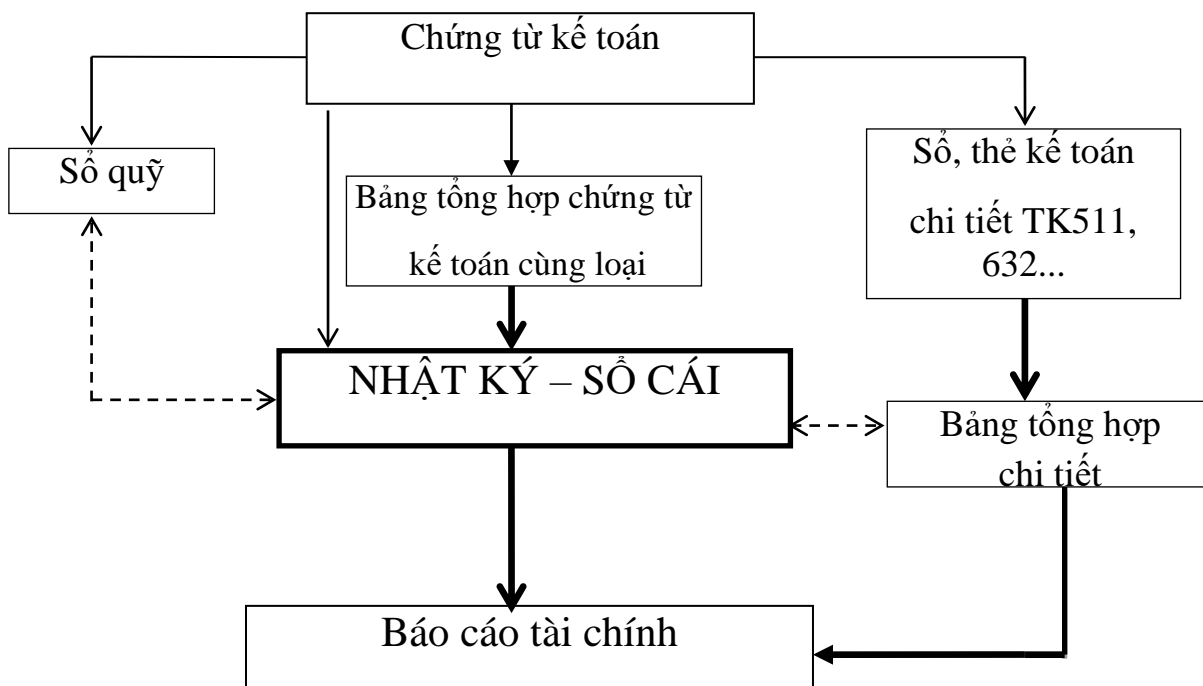 Chứng từ kế toán
Sổ quỹ
Bảng tổng hợp chứng từ
kế toán cùng loại
Sổ, thẻ kế toán
chi tiết TK511,
632...
NHẬT KÝ – SỔ CÁI
Bảng tổng hợp
chi tiết
Báo cáo tài chính